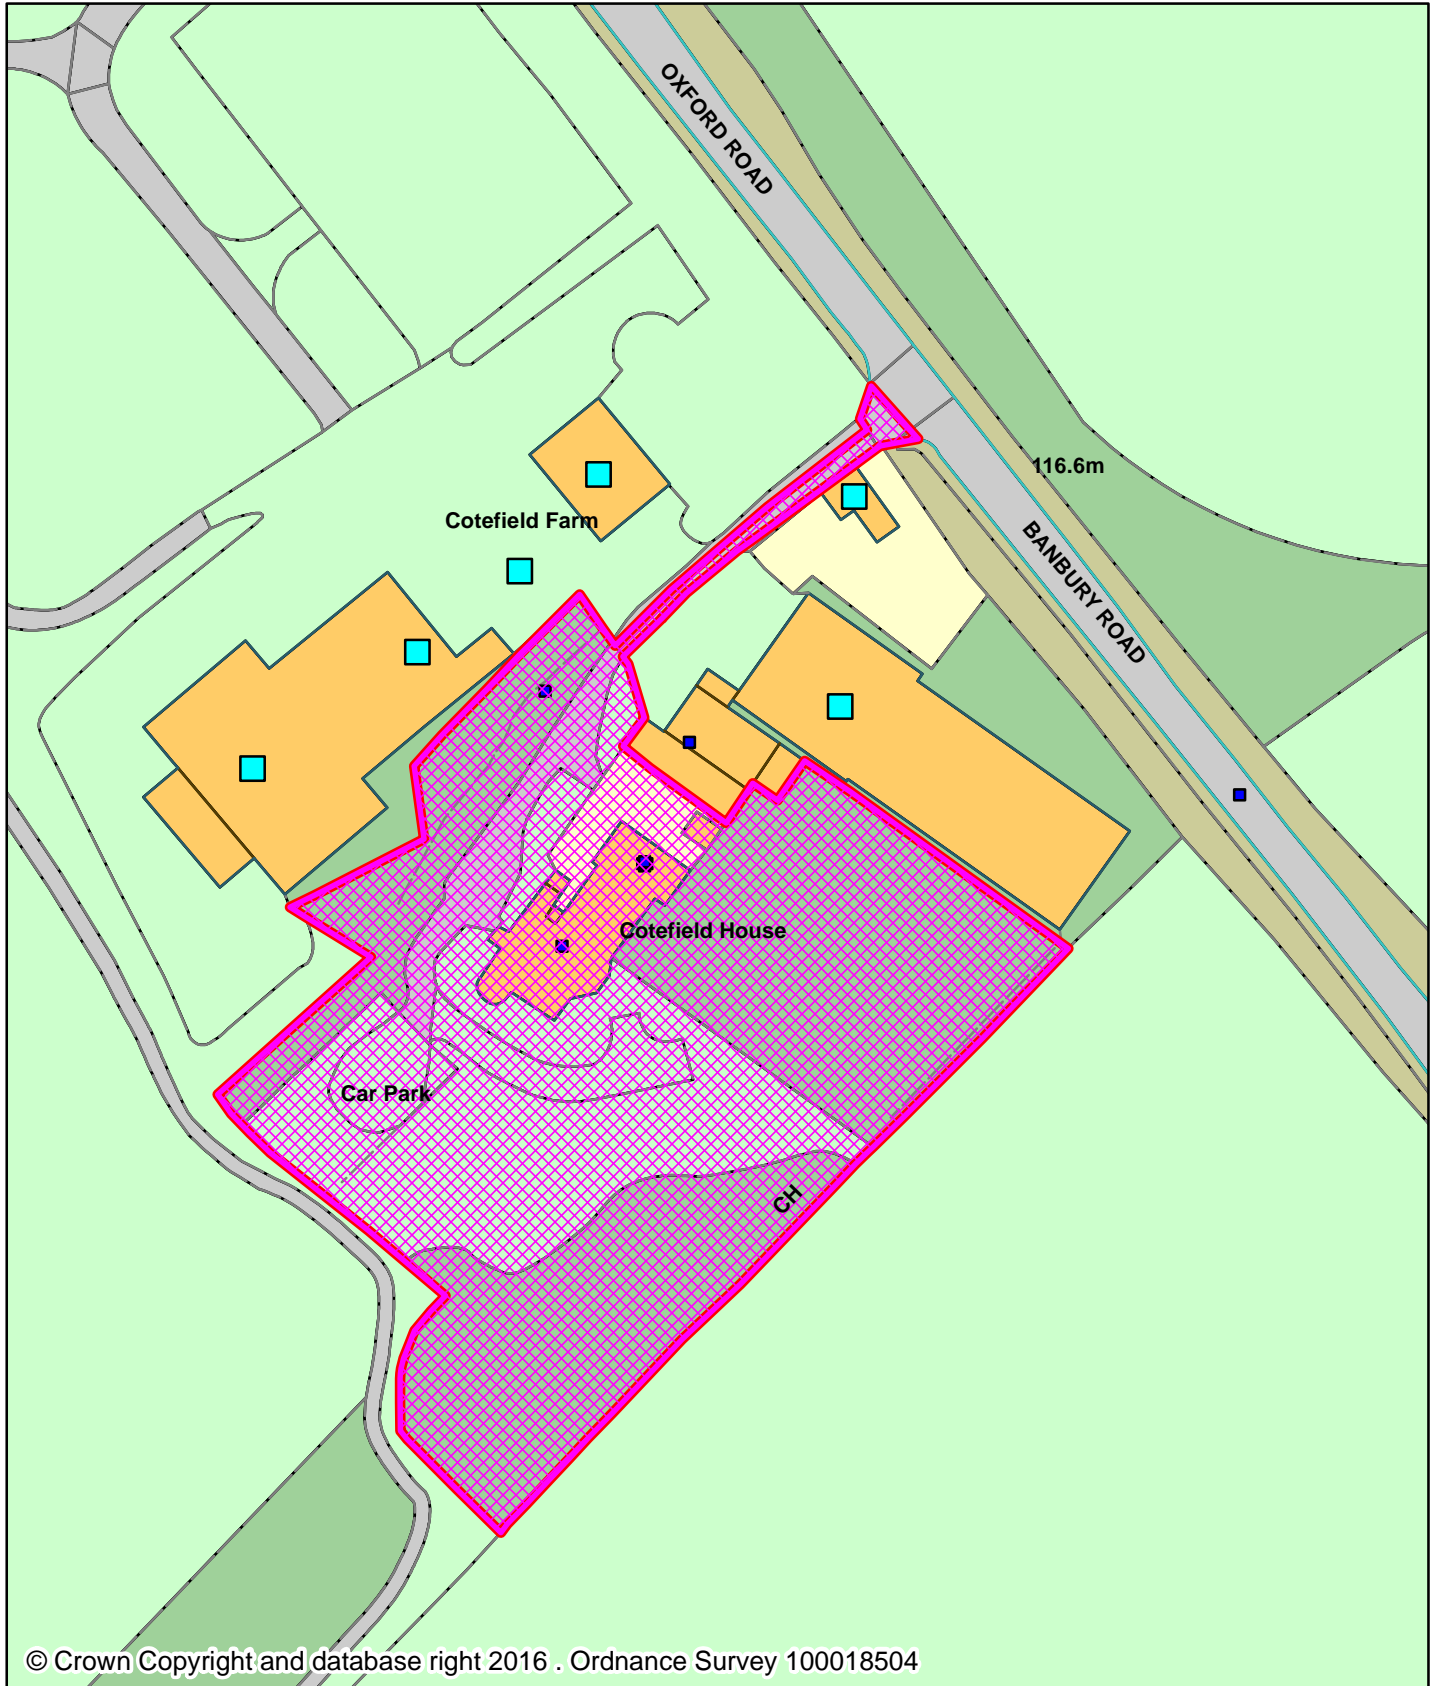 OXFORD ROAD
116.6m
Cotefield Farm
BANBURY ROAD
Cotefield House
Car Park
CH
© Crown Copyright and database right 2016 . Ordnance Survey 100018504